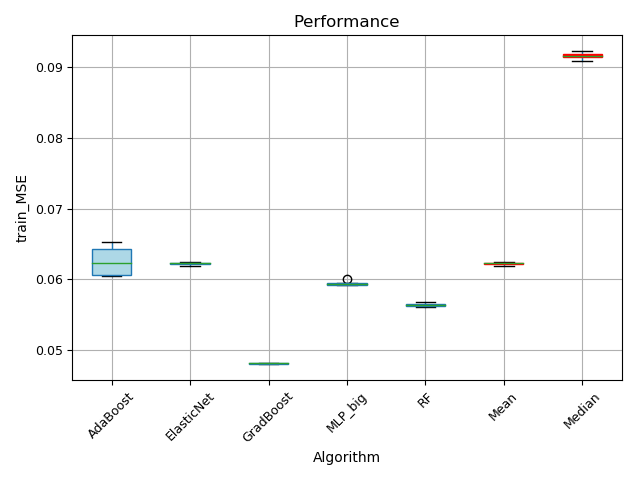 Performance
train_MSE
0.09
0.08
0.07
0.06
0.05
AdaBoost
ElasticNet
GradBoost
MLP_big
RF
Mean
Median
Algorithm